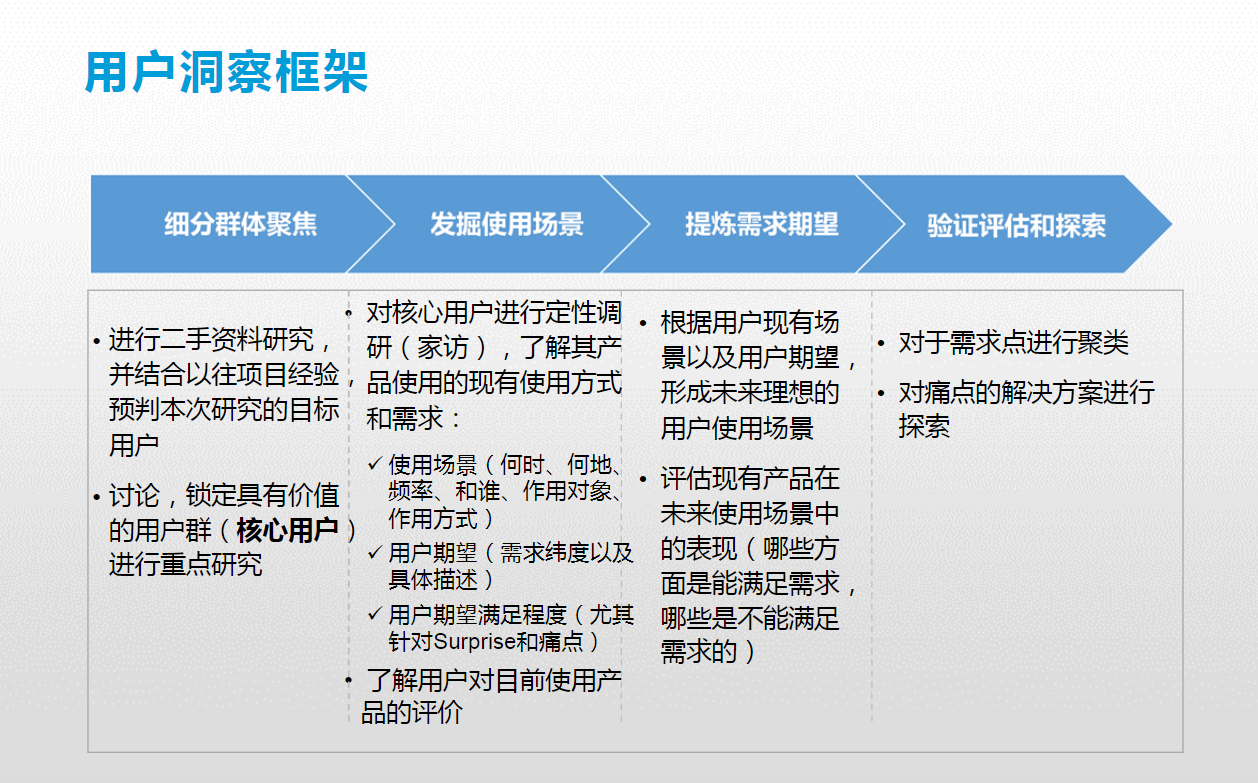 用户洞察框架
细分群体聚焦
发掘使用场景
提炼需求期望
验证评估和探索
• 进行二手资料研究，
并结合以往项目经验，
预判本次研究的目标
用户
• 讨论，锁定具有价值
的用户群（核心用户）
进行重点研究
• 对核心用户进行定性调
研（家访），了解其产
品使用的现有使用方式
和需求：
✓ 使用场景（何时、何地、
频率、和谁、作用对象、
作用方式）
✓ 用户期望（需求纬度以及
具体描述）
✓ 用户期望满足程度（尤其
针对Surprise和痛点）
• 了解用户对目前使用产
品的评价
• 根据用户现有场
景以及用户期望，
形成未来理想的
用户使用场景
• 评估现有产品在
未来使用场景中
的表现（哪些方
面是能满足需求，
哪些是不能满足
需求的）
• 对于需求点进行聚类
• 对痛点的解决方案进行
探索